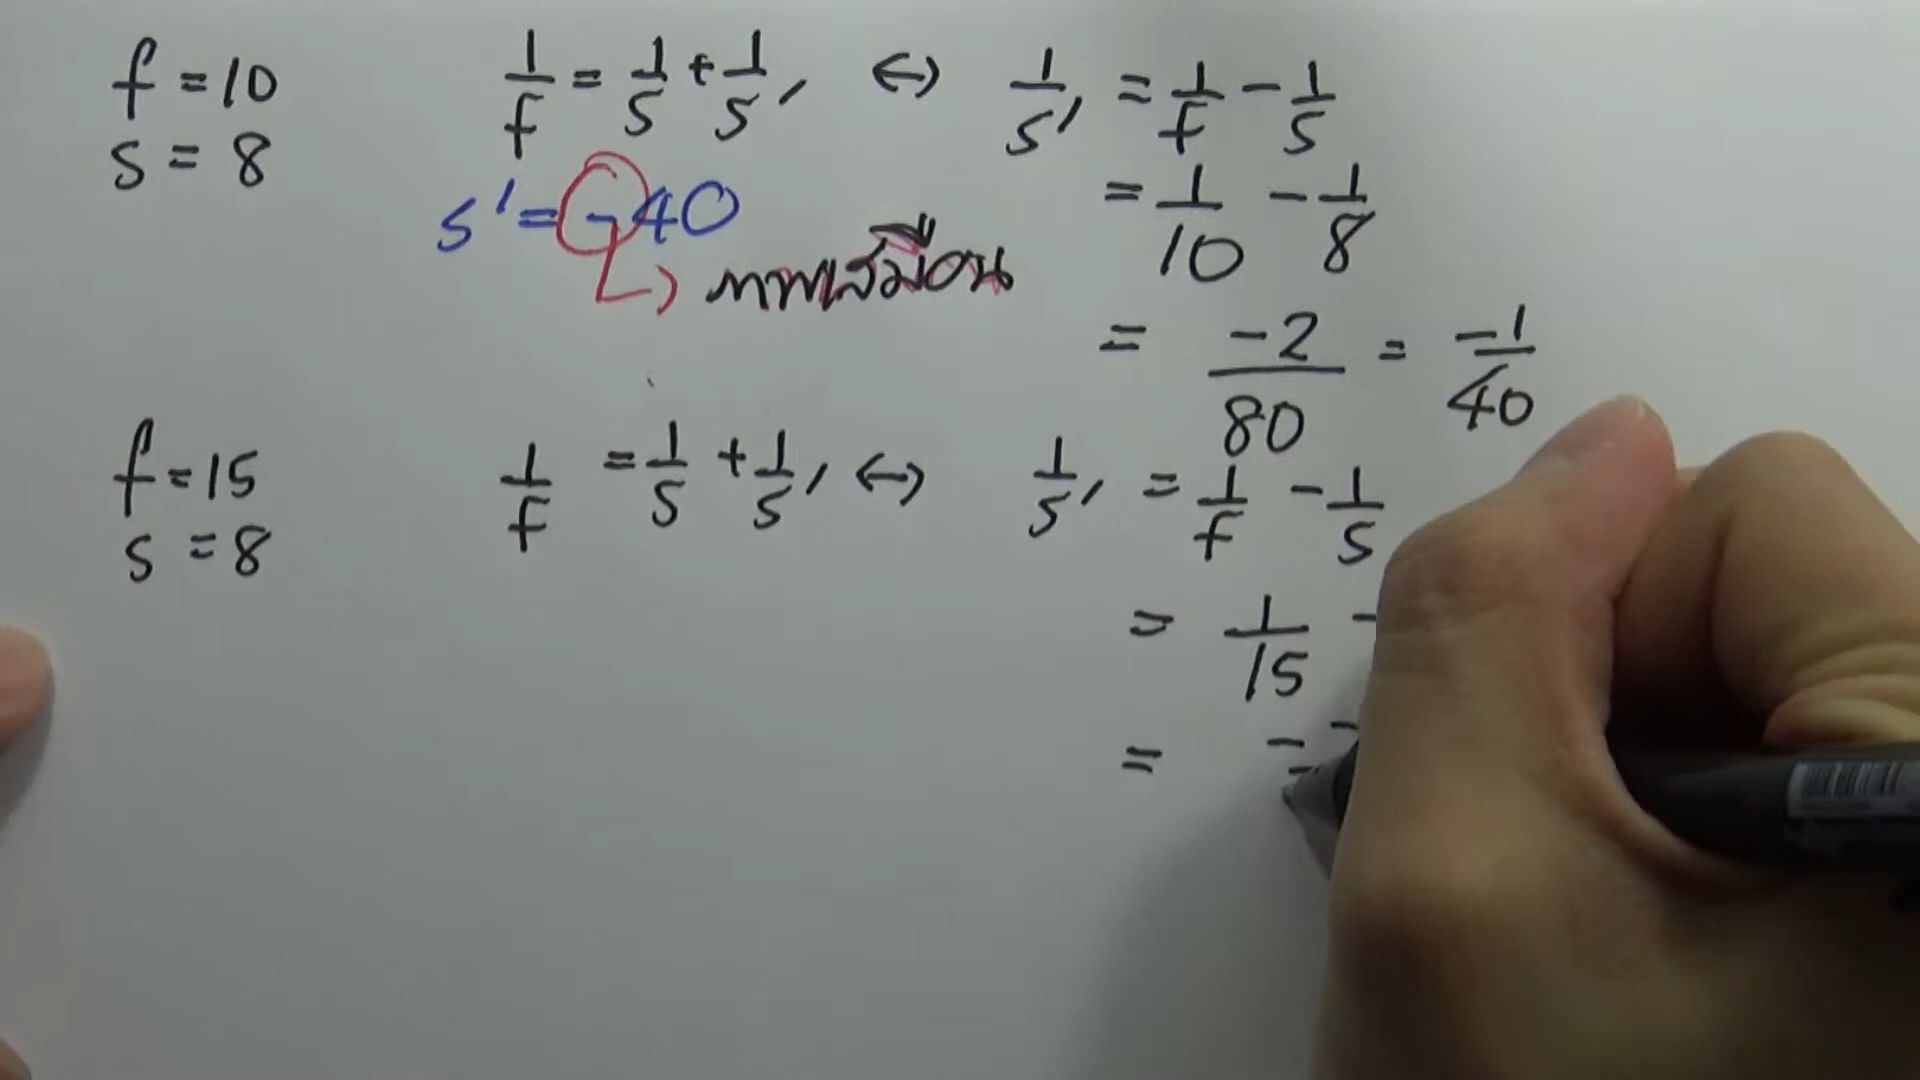 f = 10
s = 8
1/f = 1/s + 1/s' ↔ 1/s' = 1/f - 1/s
= 1/10 - 1/8
s' = -40
ภาพเสมือน
= -2/80 = -1/40
f = 15
s = 8
1/f = 1/s + 1/s' ↔ 1/s' = 1/f - 1/s
= 1/15 -
= -